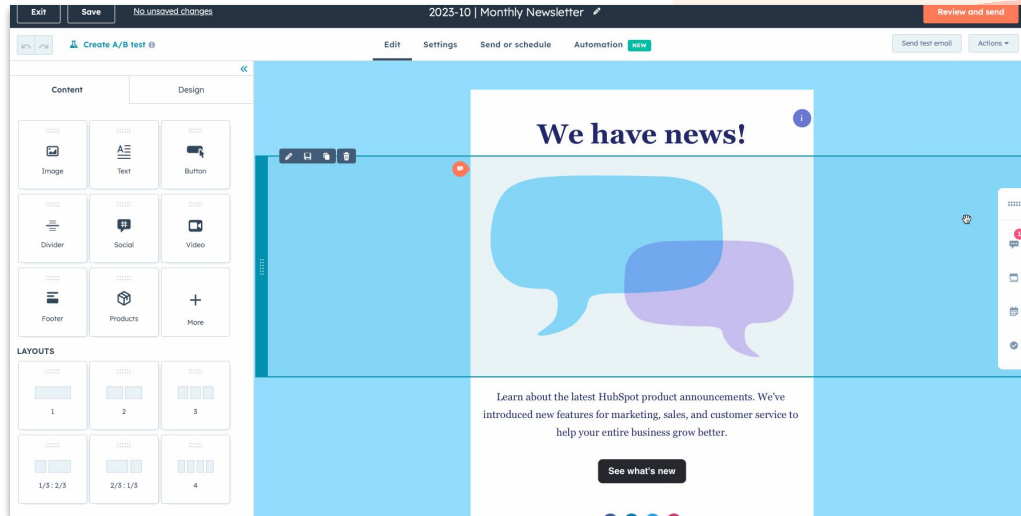 Exit
Save
No unsaved changes
2023-10 | Monthly Newsletter
Review and send
Create A/B test
Edit
Settings
Send or schedule
Automation NEW
Send test email
Actions
Content
Design
Image
Text
Button
Divider
Social
Video
Footer
Products
More
LAYOUTS
1
2
3
1/3 : 2/3
2/3 : 1/3
4
We have news!
Learn about the latest HubSpot product announcements. We've
introduced new features for marketing, sales, and customer service to
help your entire business grow better.
See what's new
1